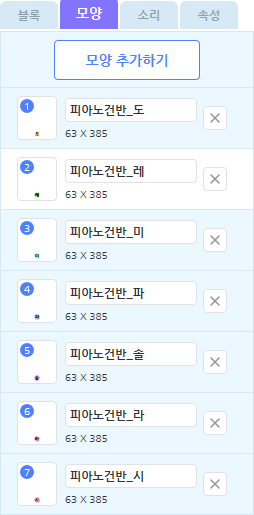 블록 모양 소리 속성
모양 추가하기
1 피아노건반_도
63 X 385
2 피아노건반_레
63 X 385
3 피아노건반_미
63 X 385
4 피아노건반_파
63 X 385
5 피아노건반_솔
63 X 385
6 피아노건반_라
63 X 385
7 피아노건반_시
63 X 385